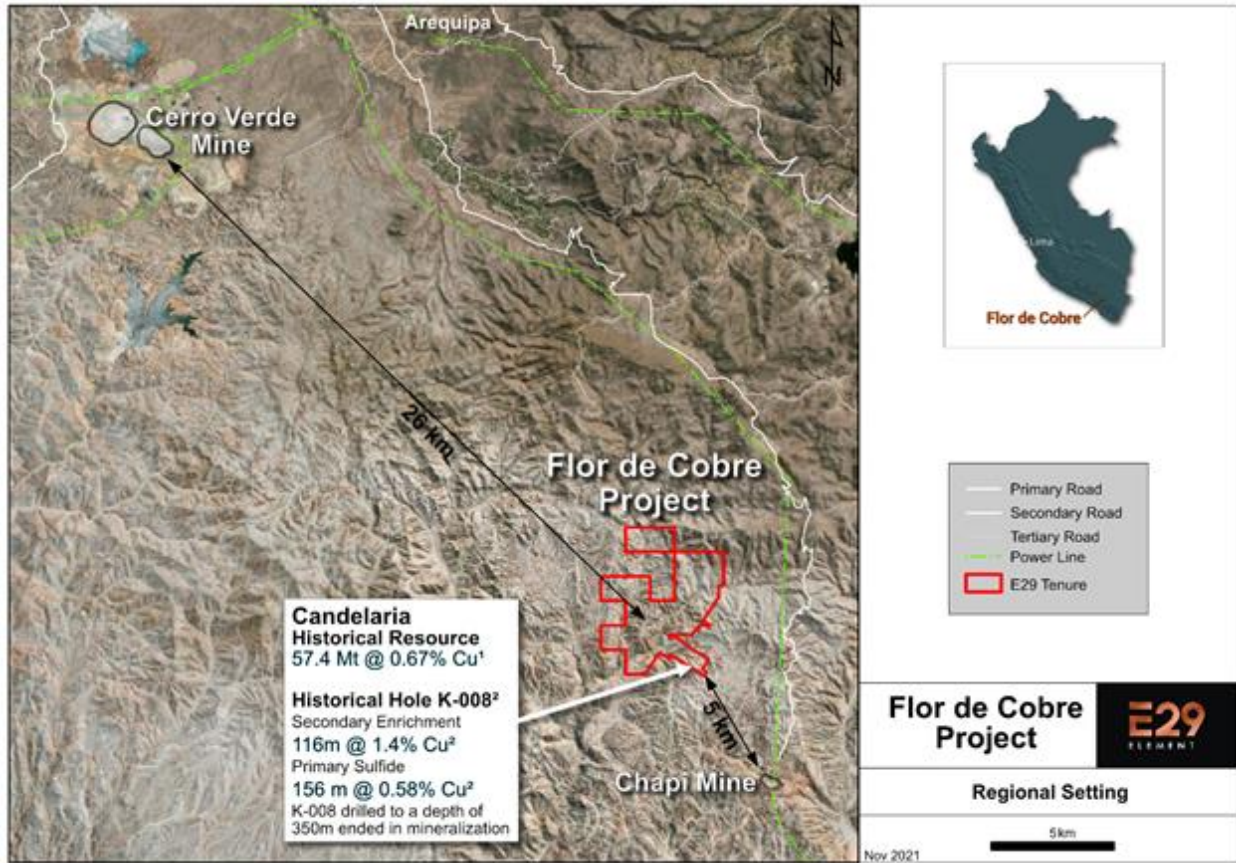 Arequipa
N
Cerro Verde
Mine
26 km
Flor de Cobre
Project
Candelaria
Historical Resource
57.4 Mt @ 0.67% Cu¹
Historical Hole K-008²
Secondary Enrichment
116m @ 1.4% Cu²
Primary Sulfide
156 m @ 0.58% Cu²
K-008 drilled to a depth of
350m ended in mineralization
5 km
Chapi Mine
Lima
Flor de Cobre
Primary Road
Secondary Road
Tertiary Road
Power Line
E29 Tenure
Flor de Cobre
Project
E29
ELEMENT
Regional Setting
Nov 2021
5km